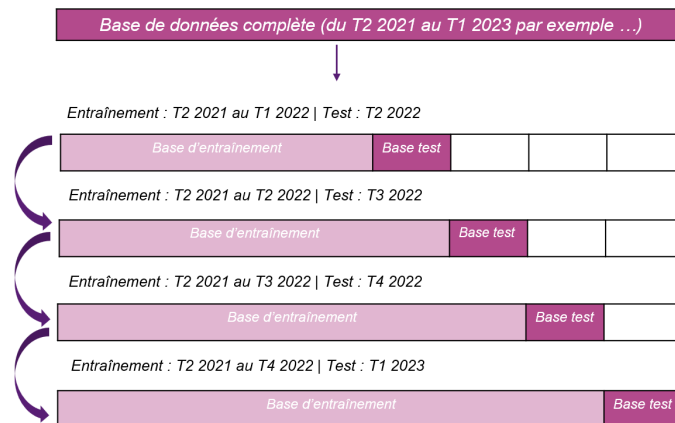 Base de données complète (du T2 2021 au T1 2023 par exemple …)
Entraînement : T2 2021 au T1 2022 | Test : T2 2022
Base d'entraînement Base test
Entraînement : T2 2021 au T2 2022 | Test : T3 2022
Base d'entraînement Base test
Entraînement : T2 2021 au T3 2022 | Test : T4 2022
Base d'entraînement Base test
Entraînement : T2 2021 au T4 2022 | Test : T1 2023
Base d'entraînement Base test